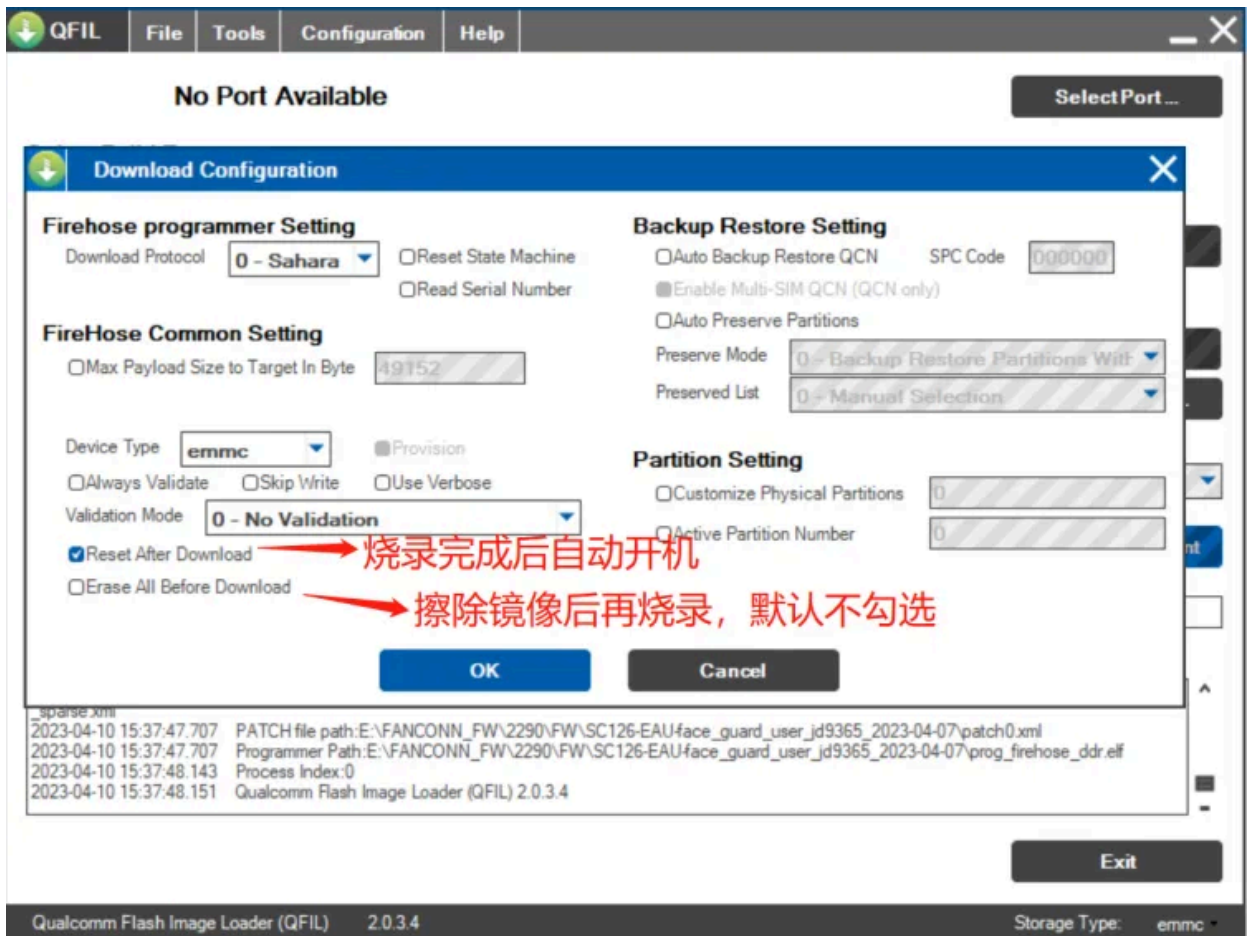 QFIL File Tools Configuration Help
No Port Available SelectPort...
Download Configuration
Firehose programmer Setting
Download Protocol 0 - Sahara Reset State Machine
Read Serial Number
FireHose Common Setting
Max Payload Size to Target In Byte 49152
Device Type emmc Provision
Always Validate Skip Write Use Verbose
Validation Mode 0 - No Validation
Reset After Download 烧录完成后自动开机
Erase All Before Download 擦除镜像后再烧录，默认不勾选
Backup Restore Setting
Auto Backup Restore QCN SPC Code 000000
Enable Multi-SIM QCN (QCN only)
Auto Preserve Partitions
Preserve Mode 0 - Backup Restore Partitions With
Preserved List 0 - Manual Selection
Partition Setting
Customize Physical Partitions 0
Active Partition Number 0
nt
OK Cancel
_sparse.xml
2023-04-10 15:37:47.707 PATCH file path:E:\FANCONN_FW\2290\FW\SC126-EAU-face_guard_user_jd9365_2023-04-07\patch0.xml
2023-04-10 15:37:47.707 Programmer Path:E:\FANCONN_FW\2290\FW\SC126-EAU-face_guard_user_jd9365_2023-04-07\prog_firehose_ddr.elf
2023-04-10 15:37:48.143 Process Index:0
2023-04-10 15:37:48.151 Qualcomm Flash Image Loader (QFIL) 2.0.3.4
Exit
Qualcomm Flash Image Loader (QFIL) 2.0.3.4 Storage Type: emmc